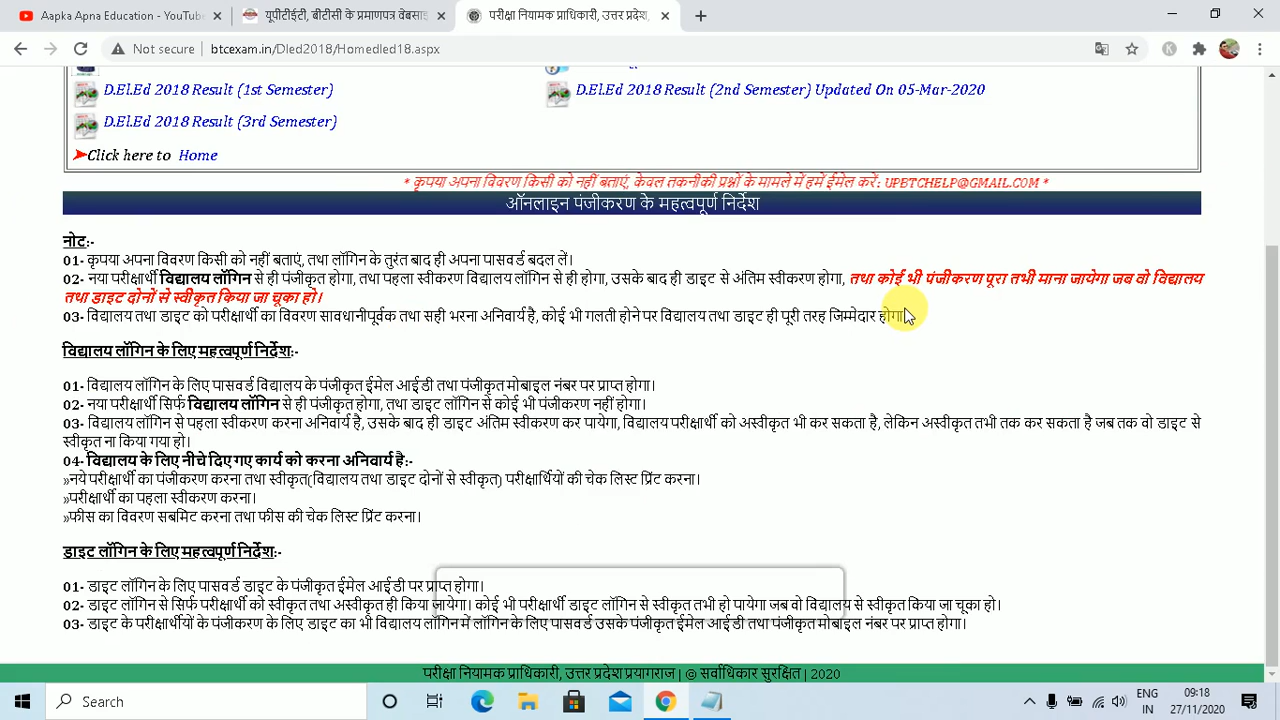 Aapka Apna Education - YouTube
यूपीटीईटी, बीटीसी के प्रमाणपत्र वेबसाइ
परीक्षा नियामक प्राधिकारी, उत्तर प्रदेश,
Not secure | btcexam.in/Dled2018/Homedled18.aspx
K
D.El.Ed 2018 Result (1st Semester)
D.El.Ed 2018 Result (2nd Semester) Updated On 05-Mar-2020
D.El.Ed 2018 Result (3rd Semester)
Click here to Home
* कृपया अपना विवरण किसी को नहीं बताएं, केवल तकनीकी प्रश्नों के मामले में हमें ईमेल करें: UPBTCHELP@GMAIL.COM *
ऑनलाइन पंजीकरण के महत्वपूर्ण निर्देश
नोट:-
01- कृपया अपना विवरण किसी को नहीं बताएं, तथा लॉगिन के तुरंत बाद ही अपना पासवर्ड बदल लें।
02- नया परीक्षार्थी विद्यालय लॉगिन से ही पंजीकृत होगा, तथा पहला स्वीकरण विद्यालय लॉगिन से ही होगा, उसके बाद ही डाइट से अंतिम स्वीकरण होगा, तथा कोई भी पंजीकरण पूरा तभी माना जायेगा जब वो विद्यालय
तथा डाइट दोनों से स्वीकृत किया जा चूका हो।
03- विद्यालय तथा डाइट को परीक्षार्थी का विवरण सावधानीपूर्वक तथा सही भरना अनिवार्य है, कोई भी गलती होने पर विद्यालय तथा डाइट ही पूरी तरह जिम्मेदार होगा
विद्यालय लॉगिन के लिए महत्वपूर्ण निर्देश:-
01- विद्यालय लॉगिन के लिए पासवर्ड विद्यालय के पंजीकृत ईमेल आईडी तथा पंजीकृत मोबाइल नंबर पर प्राप्त होगा।
02- नया परीक्षार्थी सिर्फ विद्यालय लॉगिन से ही पंजीकृत होगा, तथा डाइट लॉगिन से कोई भी पंजीकरण नहीं होगा।
03- विद्यालय लॉगिन से पहला स्वीकरण करना अनिवार्य है, उसके बाद ही डाइट अंतिम स्वीकरण कर पायेगा, विद्यालय परीक्षार्थी को अस्वीकृत भी कर सकता है, लेकिन अस्वीकृत तभी तक कर सकता है जब तक वो डाइट से
स्वीकृत ना किया गया हो।
04- विद्यालय के लिए नीचे दिए गए कार्य को करना अनिवार्य है:-
»नये परीक्षार्थी का पंजीकरण करना तथा स्वीकृत(विद्यालय तथा डाइट दोनों से स्वीकृत) परीक्षार्थियों की चेक लिस्ट प्रिंट करना।
»परीक्षार्थी का पहला स्वीकरण करना।
»फीस का विवरण सबमिट करना तथा फीस की चेक लिस्ट प्रिंट करना।
डाइट लॉगिन के लिए महत्वपूर्ण निर्देश:-
01- डाइट लॉगिन के लिए पासवर्ड डाइट के पंजीकृत ईमेल आईडी पर प्राप्त होगा।
02- डाइट लॉगिन से सिर्फ परीक्षार्थी को स्वीकृत तथा अस्वीकृत ही किया जायेगा। कोई भी परीक्षार्थी डाइट लॉगिन से स्वीकृत तभी हो पायेगा जब वो विद्यालय से स्वीकृत किया जा चूका हो।
03- डाइट के परीक्षार्थीयों के पंजीकरण के लिए डाइट का भी विद्यालय लॉगिन में लॉगिन के लिए पासवर्ड उसके पंजीकृत ईमेल आईडी तथा पंजीकृत मोबाइल नंबर पर प्राप्त होगा।
परीक्षा नियामक प्राधिकारी, उत्तर प्रदेश प्रयागराज | @ सर्वाधिकार सुरक्षित | 2020
Search
ENG
IN
09:18
27/11/2020